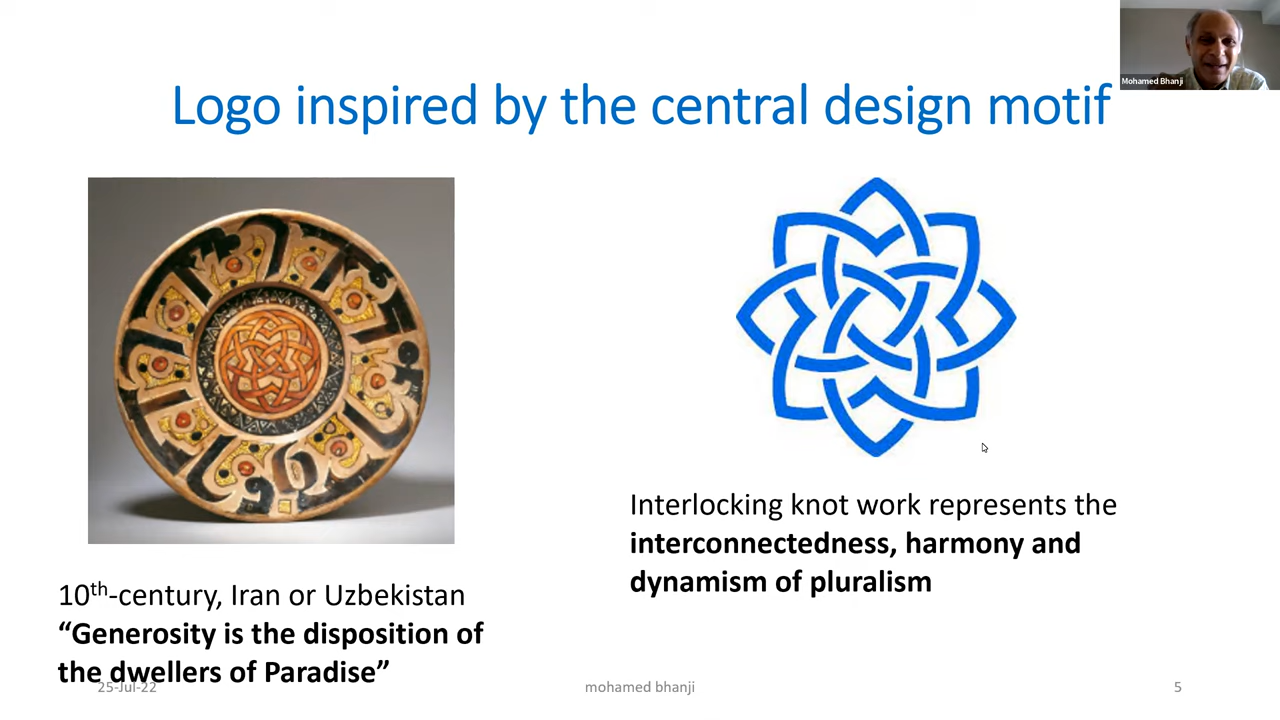 Mohamed Bhanji
Logo inspired by the central design motif
10th-century, Iran or Uzbekistan
“Generosity is the disposition of
the dwellers of Paradise”
Interlocking knot work represents the
interconnectedness, harmony and
dynamism of pluralism
25-Jul-22
mohamed bhanji
5